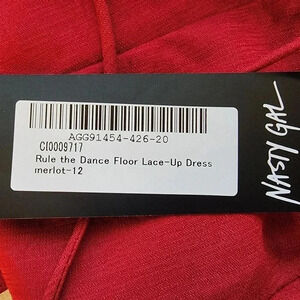 AGG91454-426-20
CI0009717
Rule the Dance Floor Lace-Up Dress
merlot-12
NASTY GAL